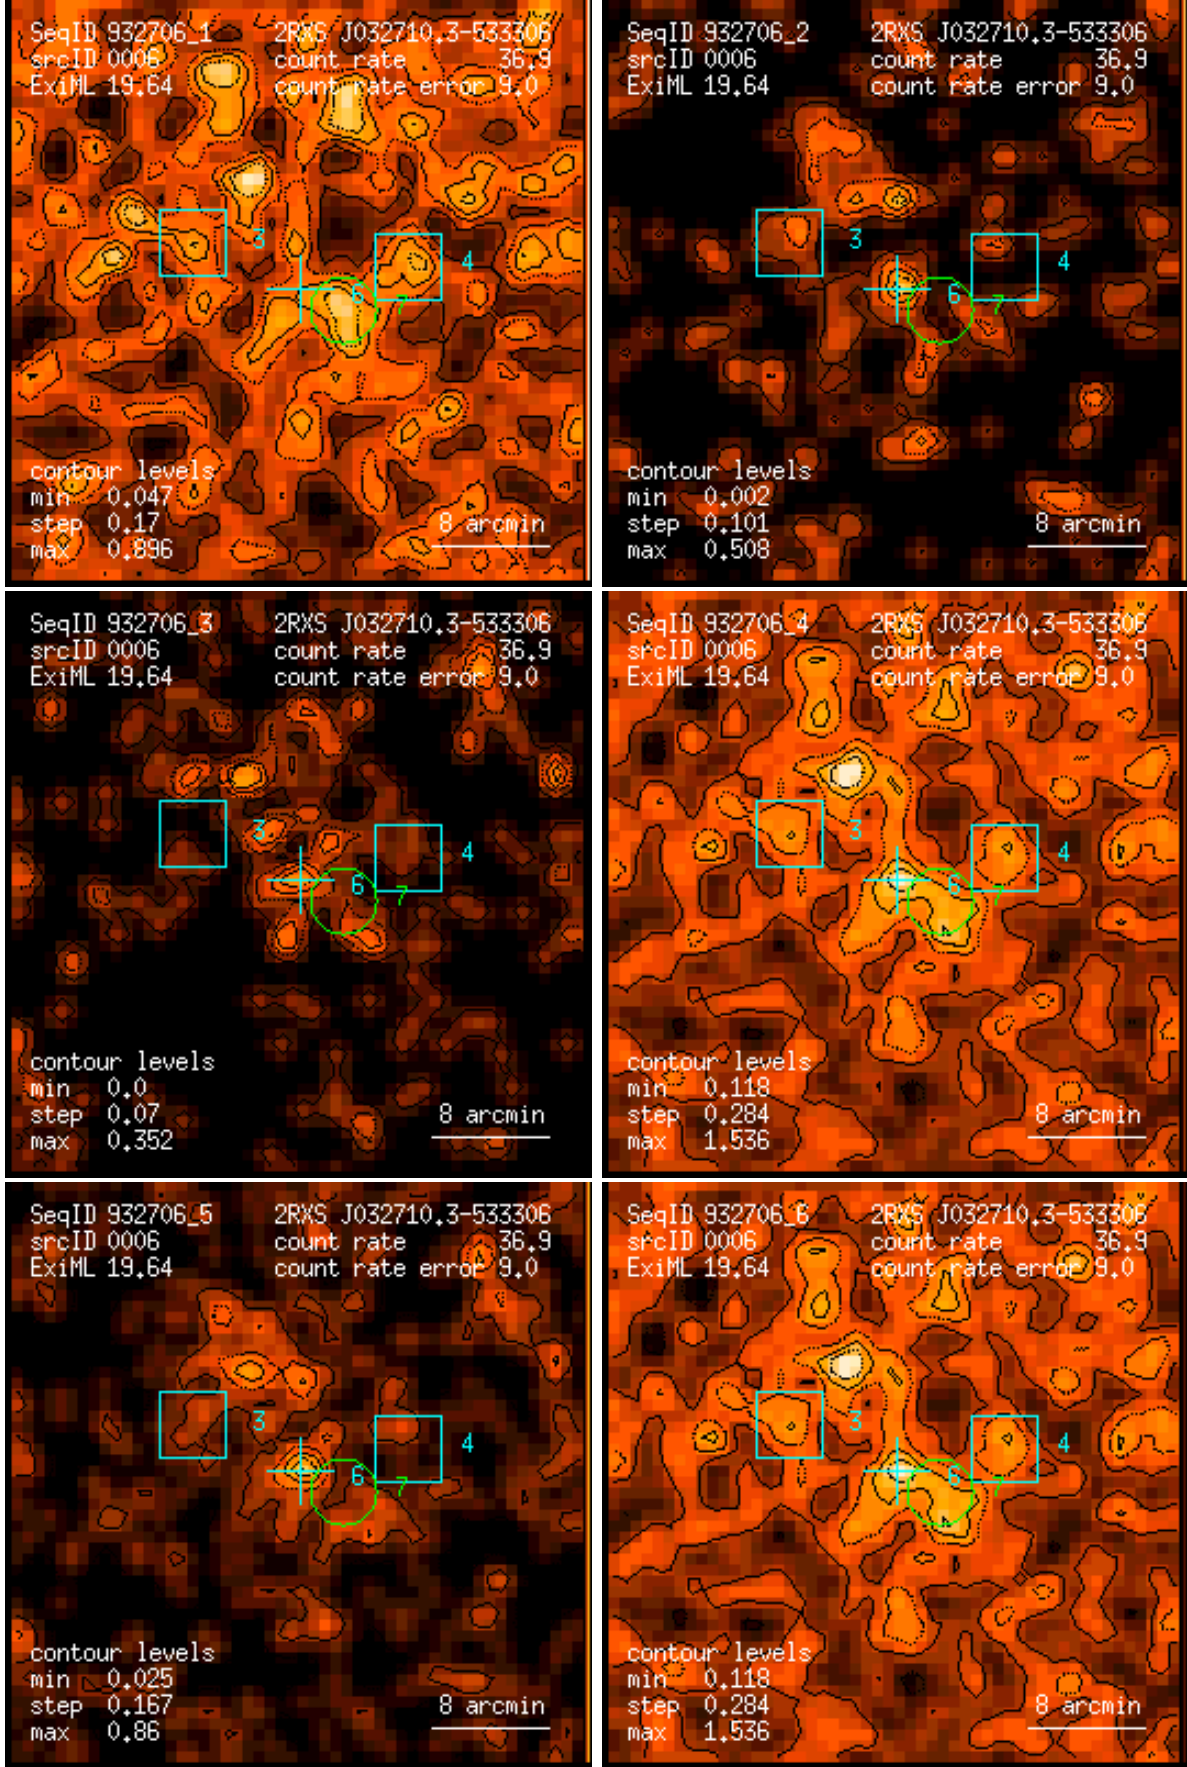 SeqID 932706_1 2RXS J032710.3-533306
srcID 0006 count rate 36.9
ExiML 19.64 count rate error 9.0
3
4
6
7
contour levels
min 0.047
step 0.17 8 arcmin
max 0.896
SeqID 932706_2 2RXS J032710.3-533306
srcID 0006 count rate 36.9
ExiML 19.64 count rate error 9.0
3
4
6
7
contour levels
min 0.002
step 0.101 8 arcmin
max 0.508
SeqID 932706_3 2RXS J032710.3-533306
srcID 0006 count rate 36.9
ExiML 19.64 count rate error 9.0
3
4
6
7
contour levels
min 0.0
step 0.07 8 arcmin
max 0.352
SeqID 932706_4 2RXS J032710.3-533306
srcID 0006 count rate 36.9
ExiML 19.64 count rate error 9.0
3
4
6
7
contour levels
min 0.118
step 0.284 8 arcmin
max 1.536
SeqID 932706_5 2RXS J032710.3-533306
srcID 0006 count rate 36.9
ExiML 19.64 count rate error 9.0
3
4
6
7
contour levels
min 0.025
step 0.167 8 arcmin
max 0.86
SeqID 932706_6 2RXS J032710.3-533306
srcID 0006 count rate 36.9
ExiML 19.64 count rate error 9.0
3
4
6
7
contour levels
min 0.118
step 0.284 8 arcmin
max 1.536